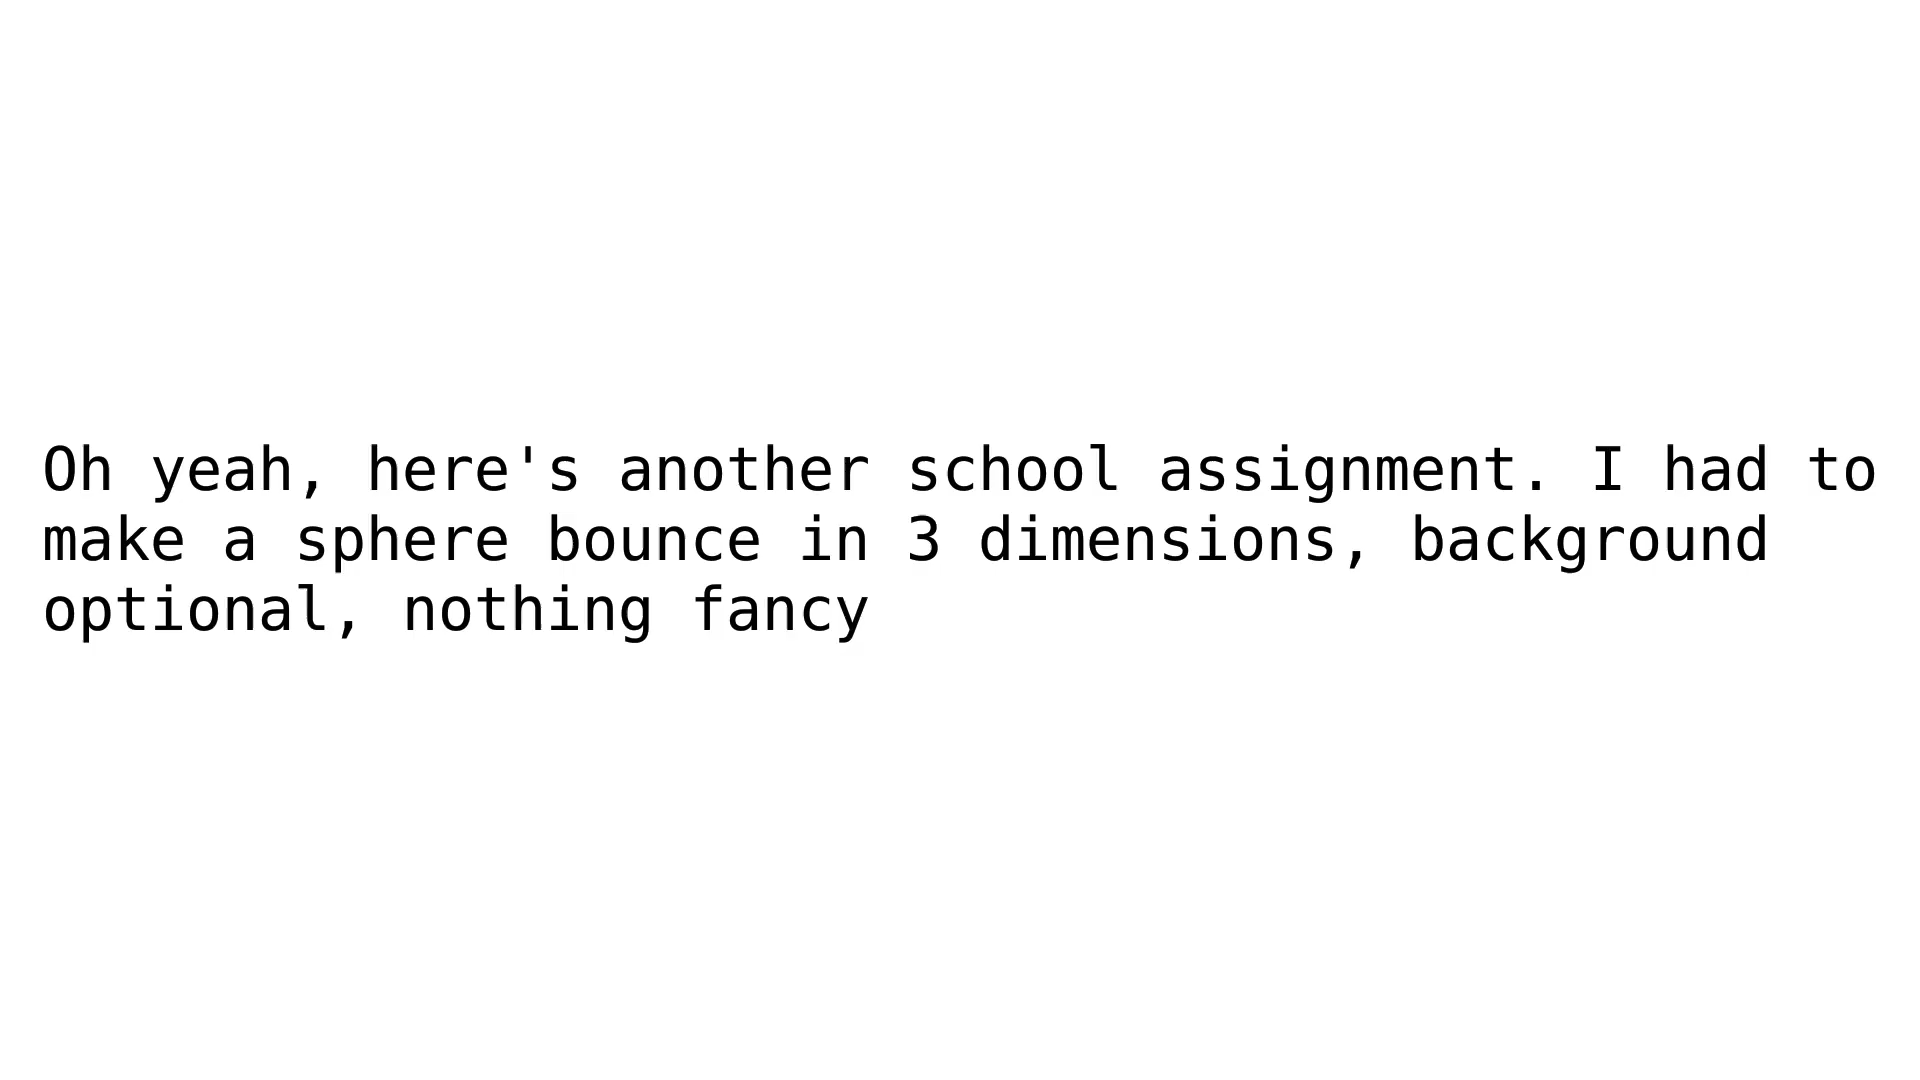 Oh yeah, here's another school assignment. I had to
make a sphere bounce in 3 dimensions, background
optional, nothing fancy